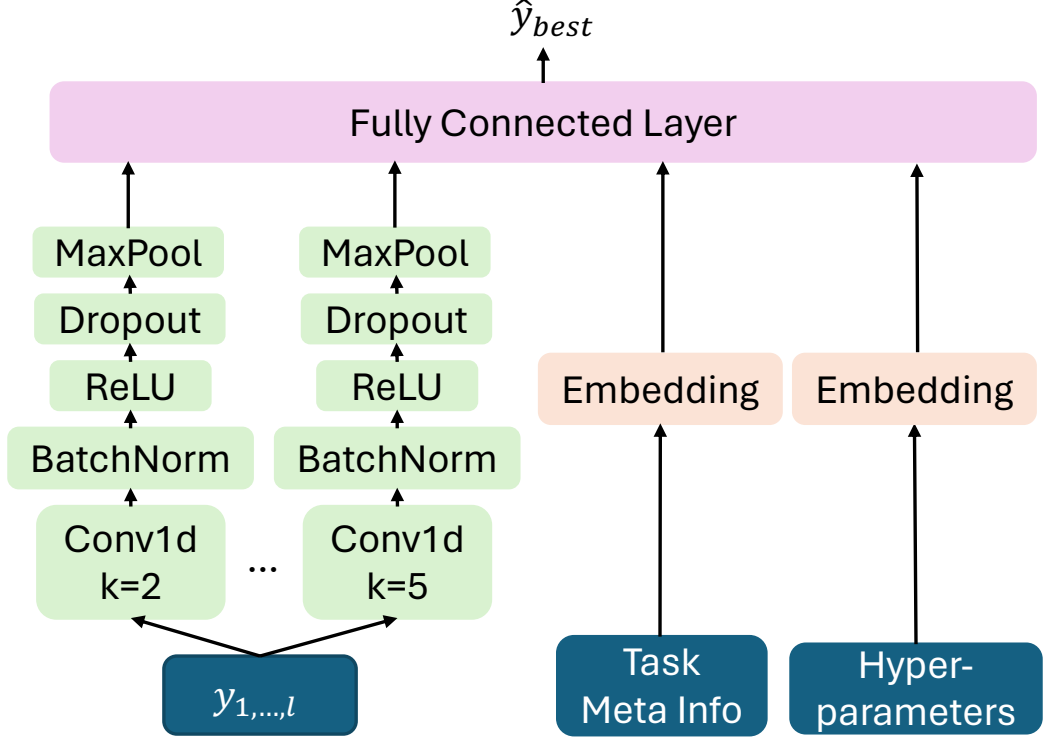 ŷ_best
Fully Connected Layer
MaxPool
MaxPool
Dropout
Dropout
ReLU
ReLU
Embedding
Embedding
BatchNorm
BatchNorm
Conv1d
k=2
...
Conv1d
k=5
y_1,...,l
Task
Meta Info
Hyper-
parameters